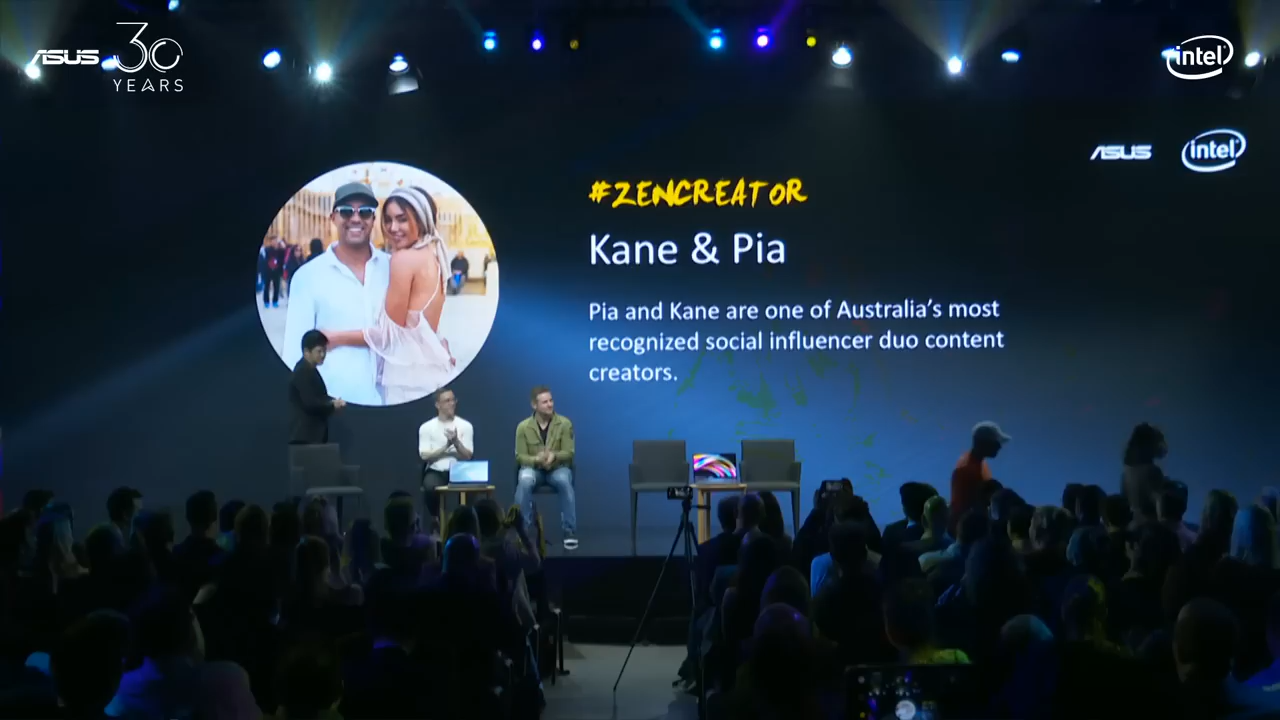 ASUS 30
YEARS
intel
ASUS intel
#ZENCREATOR
Kane & Pia
Pia and Kane are one of Australia's most
recognized social influencer duo content
creators.